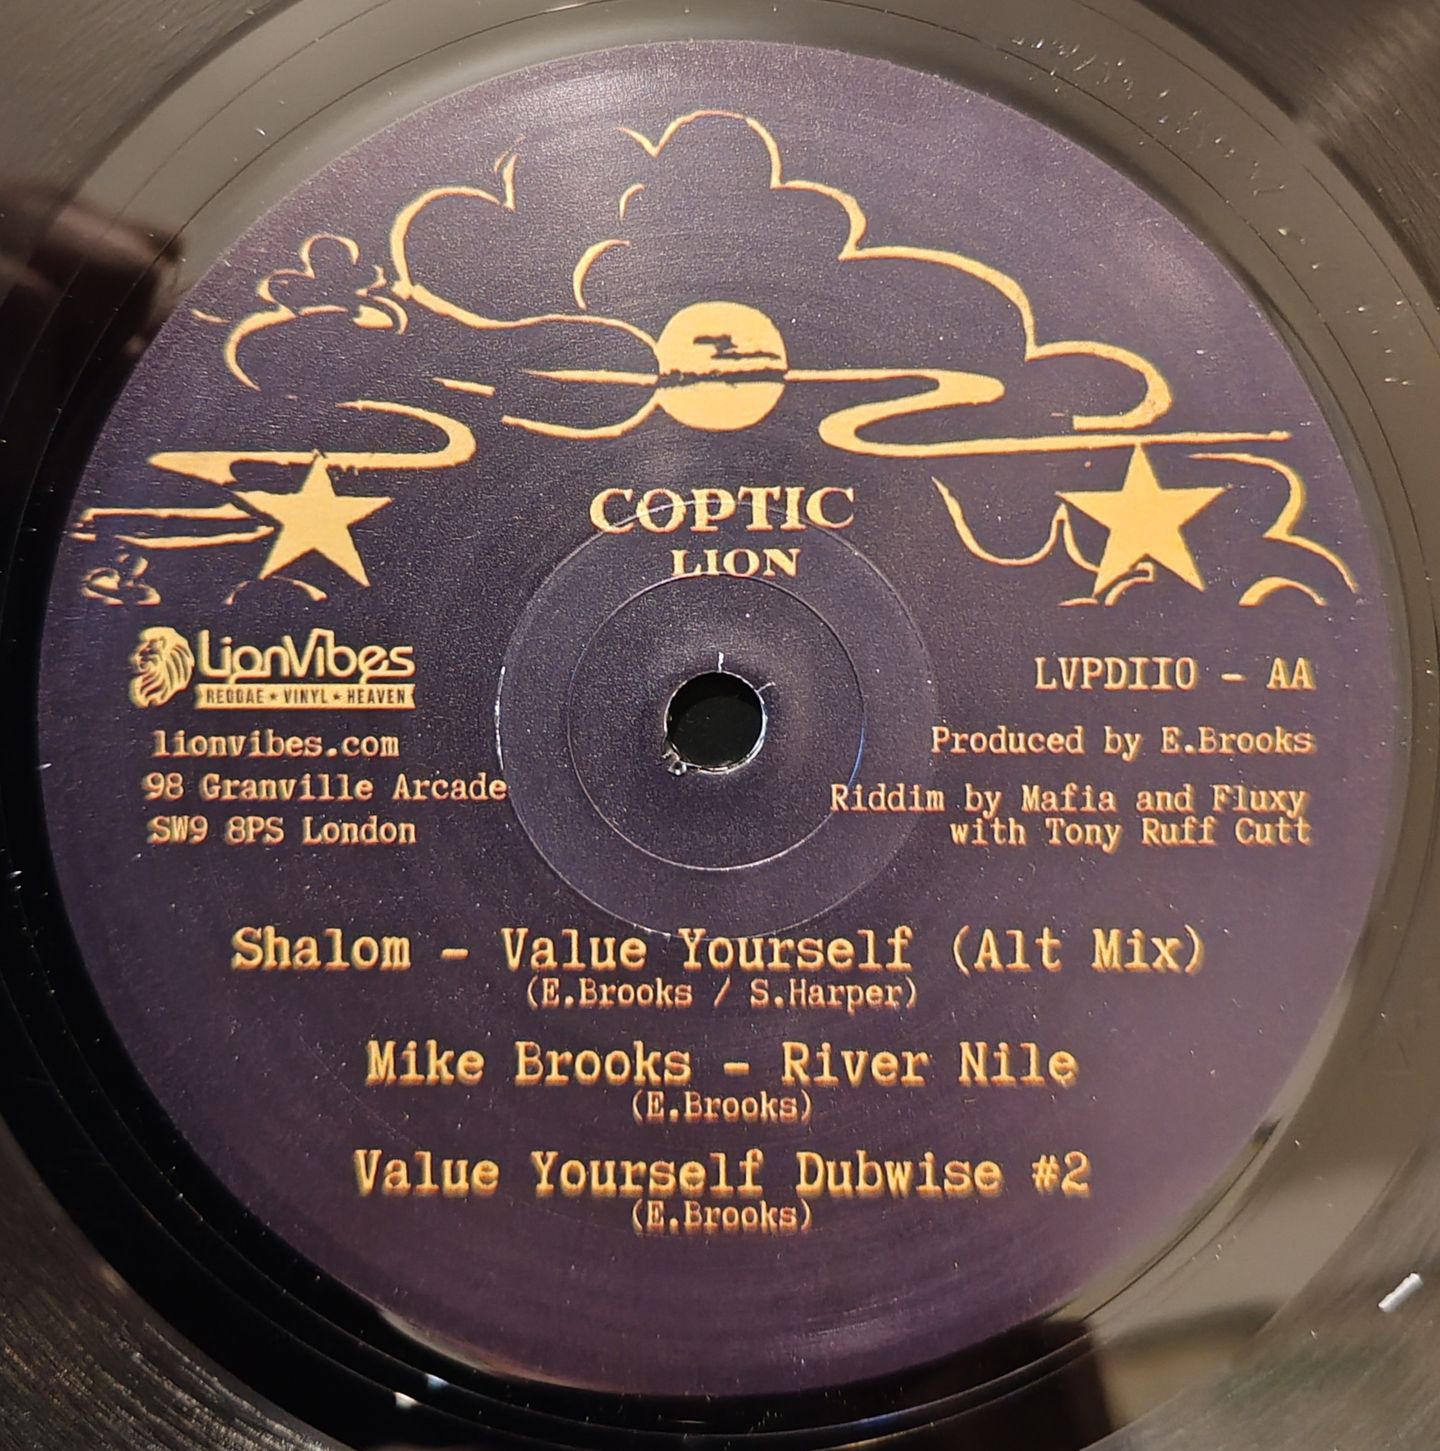 COPTIC
LION
LionVibes
REGGAE ★ VINYL ★ HEAVEN
lionvibes.com
98 Granville Arcade
SW9 8PS London
LVPDII0 - AA
Produced by E.Brooks
Riddim by Mafia and Fluxy
with Tony Ruff Cutt
Shalom - Value Yourself (Alt Mix)
(E.Brooks / S.Harper)
Mike Brooks - River Nile
(E.Brooks)
Value Yourself Dubwise #2
(E.Brooks)